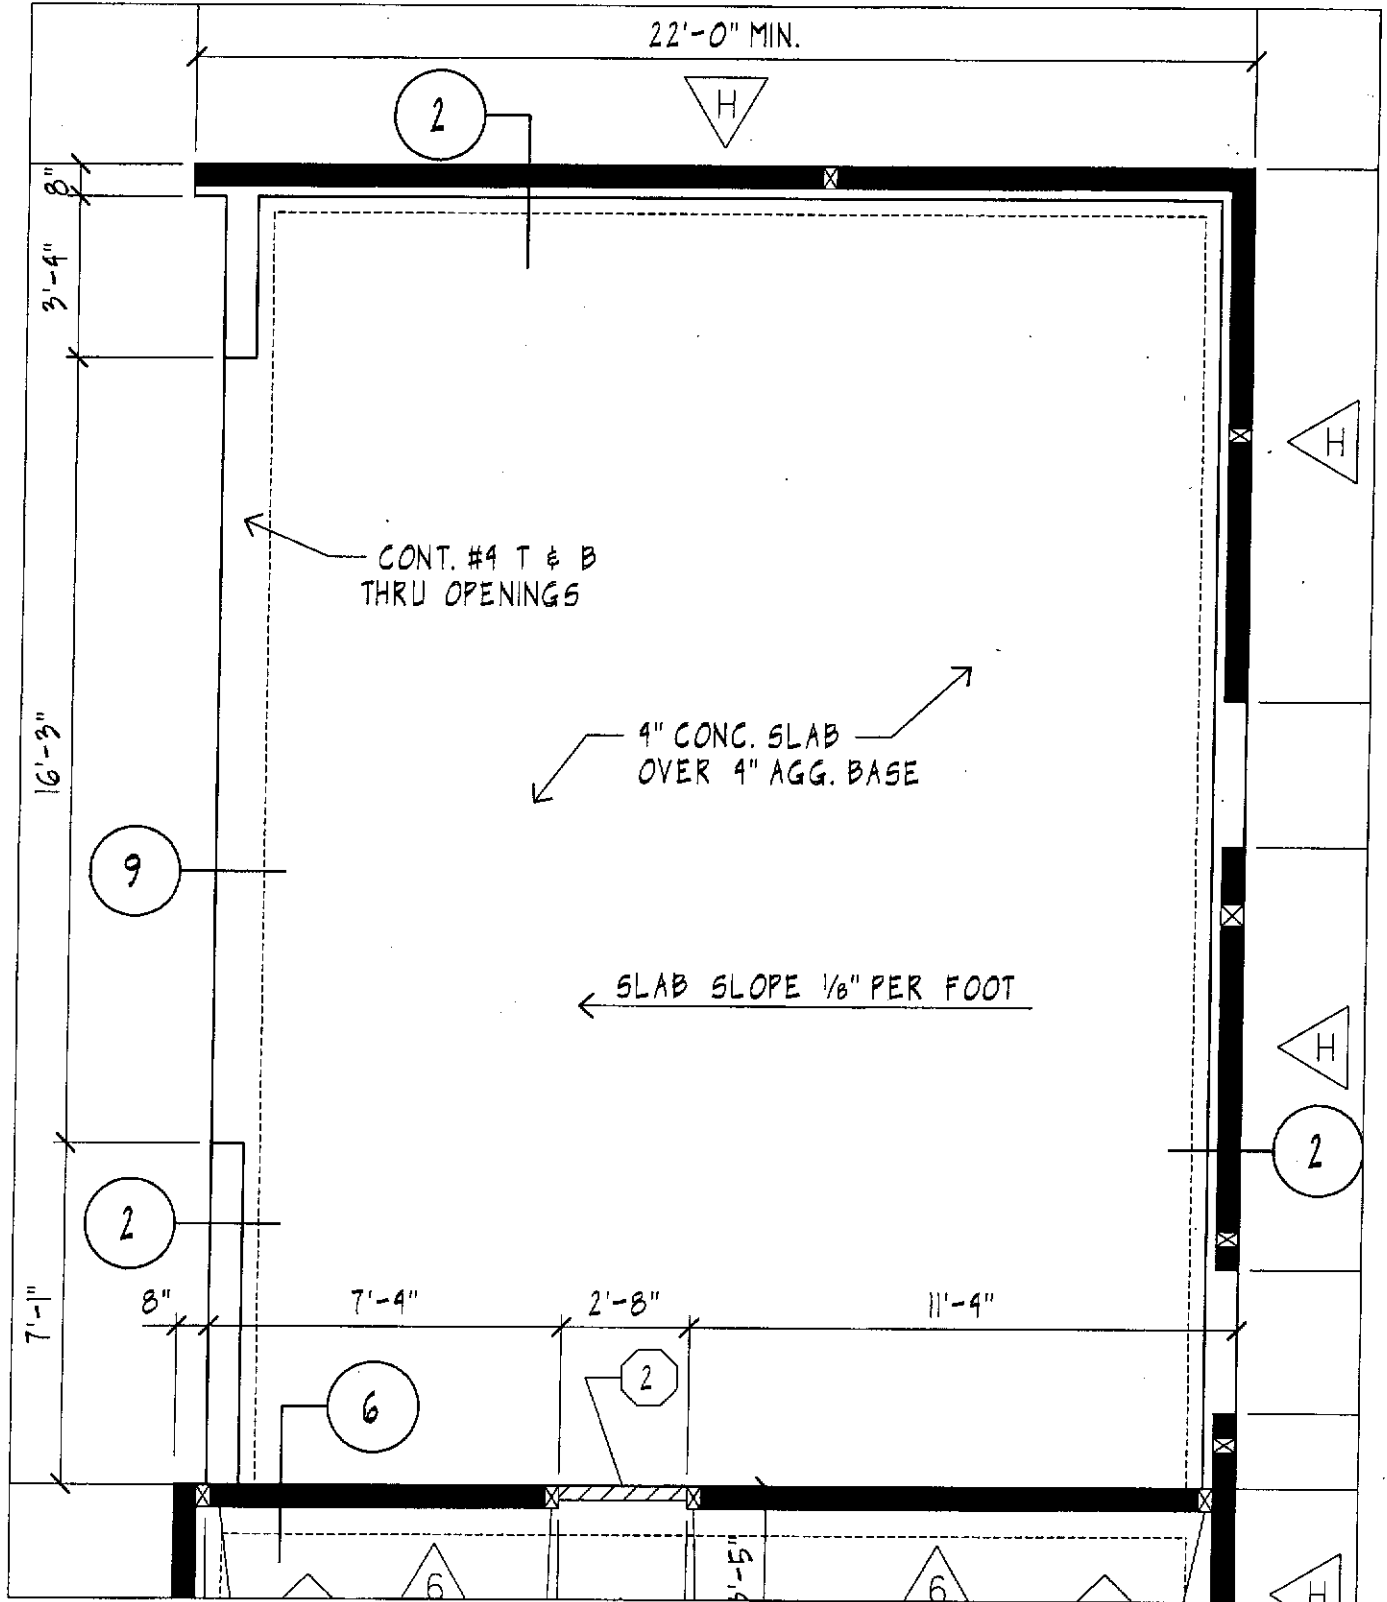 22'-0" MIN.
2
H
8"
3'-4"
H
CONT. #4 T & B
THRU OPENINGS
16'-3"
4" CONC. SLAB
OVER 4" AGG. BASE
9
SLAB SLOPE 1/8" PER FOOT
H
2
2
7'-1"
8"
7'-4"
2'-8"
11'-4"
2
6
6
6
H